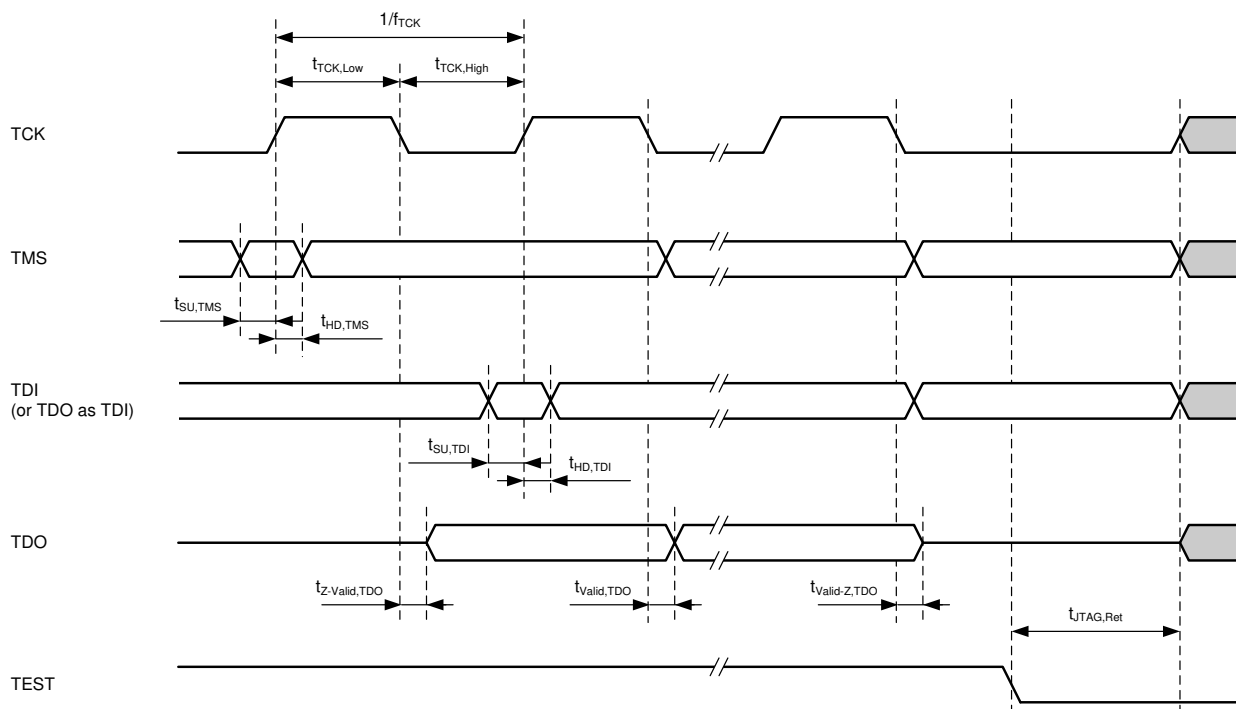 1/fTCK
tTCK,Low
tTCK,High
TCK
TMS
tSU,TMS
tHD,TMS
TDI
(or TDO as TDI)
tSU,TDI
tHD,TDI
TDO
tZ-Valid,TDO
tValid,TDO
tValid-Z,TDO
tJTAG,Ret
TEST